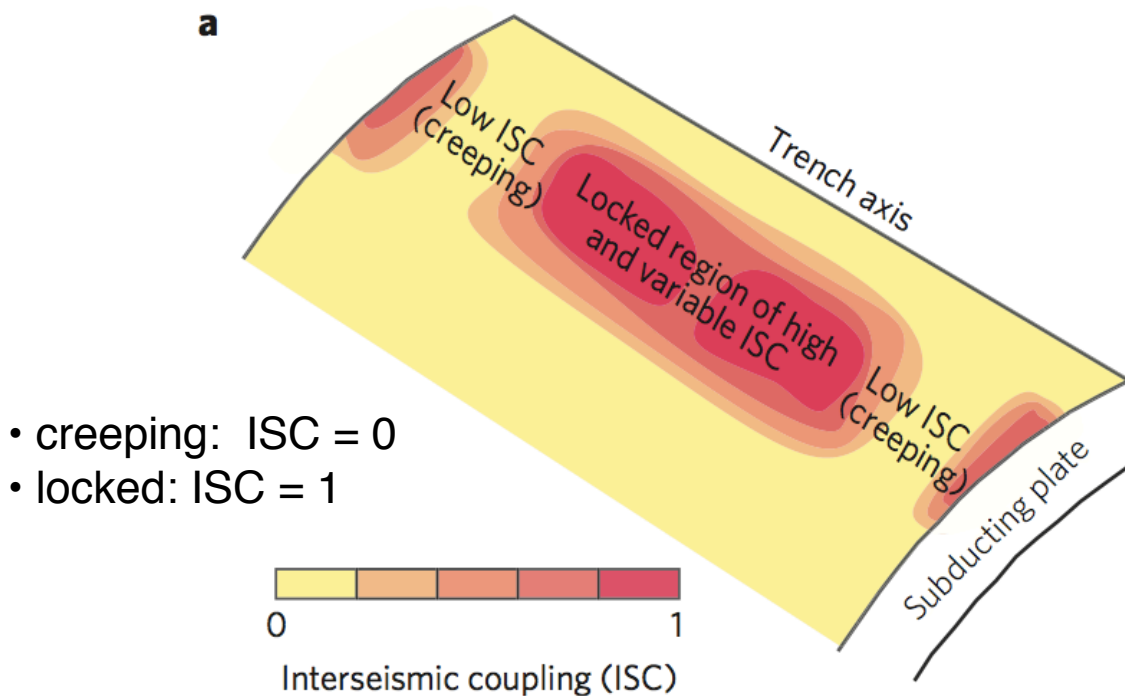 a
Low ISC
(creeping)
Trench axis
Locked region of high
and variable ISC
Low ISC
(creeping)
• creeping: ISC = 0
• locked: ISC = 1
Subducting plate
0 1
Interseismic coupling (ISC)